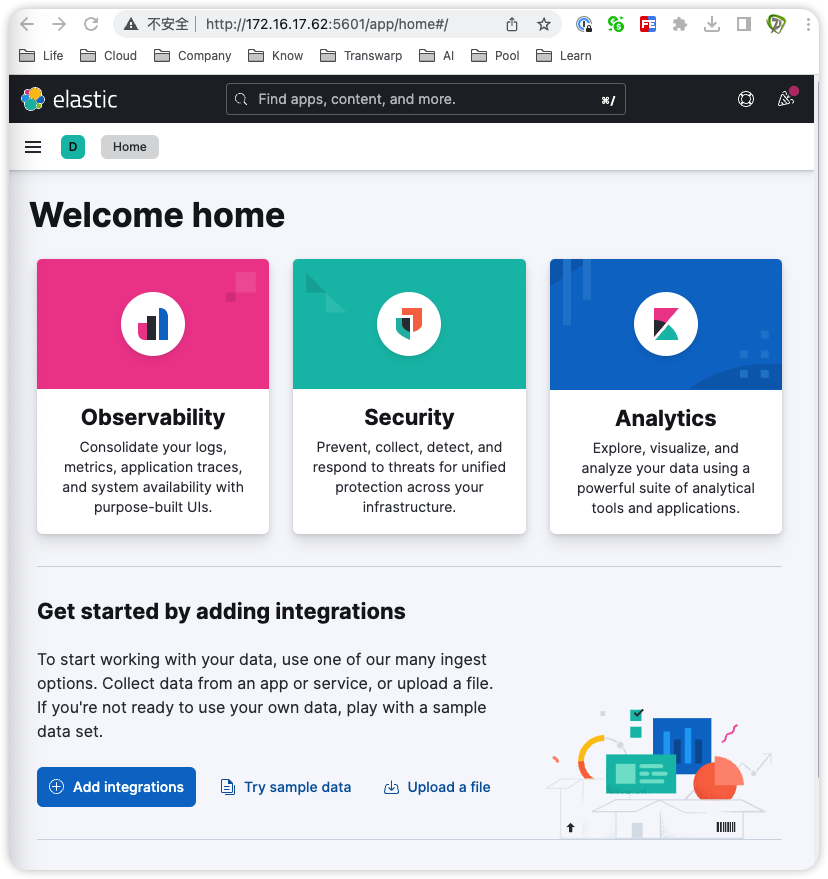 不安全 http://172.16.17.62:5601/app/home#/
Life Cloud Company Know Transwarp AI Pool Learn
elastic Find apps, content, and more. ⌘/
D Home
Welcome home
Observability
Consolidate your logs,
metrics, application traces,
and system availability with
purpose-built UIs.
Security
Prevent, collect, detect, and
respond to threats for unified
protection across your
infrastructure.
Analytics
Explore, visualize, and
analyze your data using a
powerful suite of analytical
tools and applications.
Get started by adding integrations
To start working with your data, use one of our many ingest
options. Collect data from an app or service, or upload a file.
If you're not ready to use your own data, play with a sample
data set.
Add integrations Try sample data Upload a file